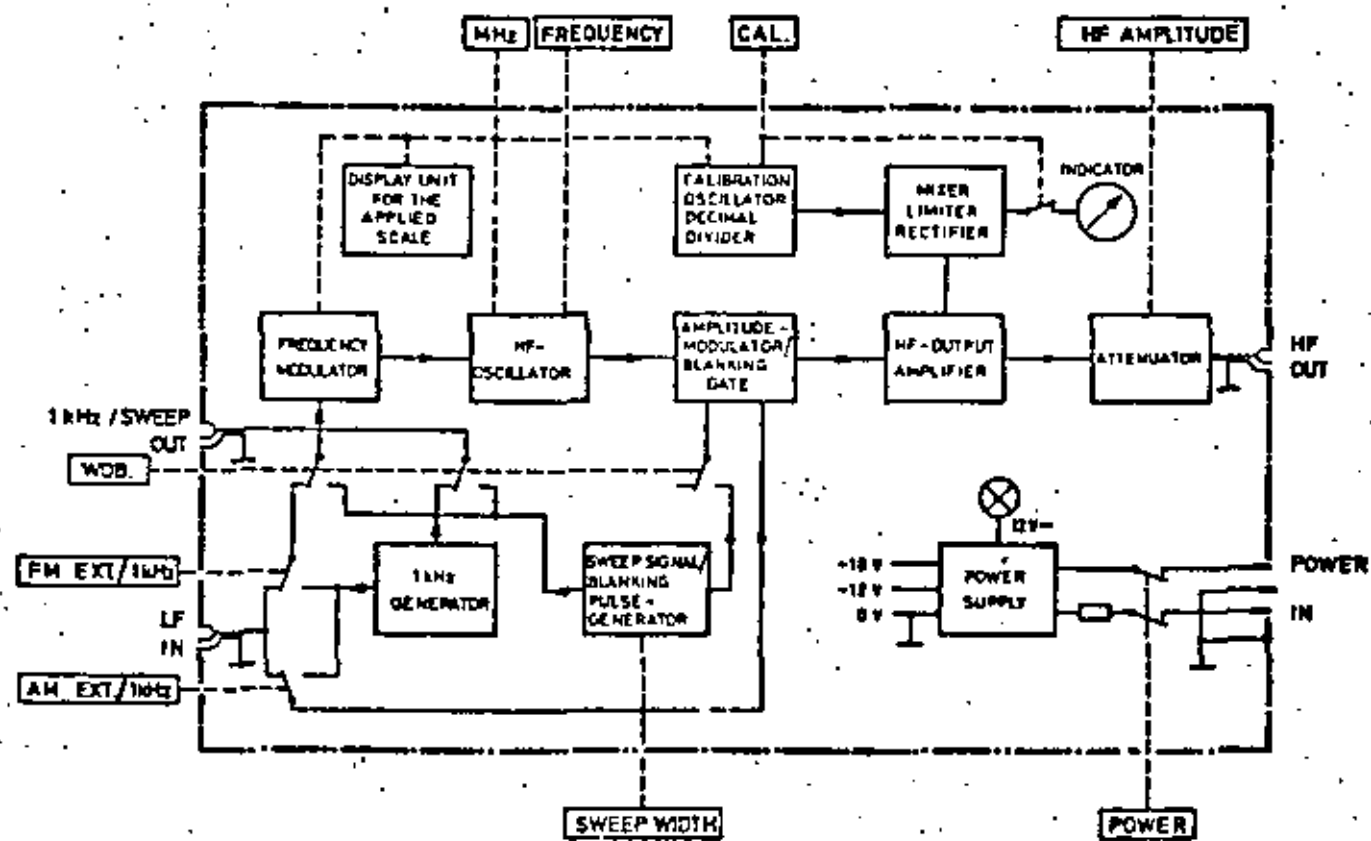 MHz
FREQUENCY
CAL.
HF AMPLITUDE
DISPLAY UNIT
FOR THE
APPLIED
SCALE
CALIBRATION
OSCILLATOR
DECIMAL
DIVIDER
MIXER
LIMITER
RECTIFIER
INDICATOR
FREQUENCY
MODULATOR
HF-
OSCILLATOR
AMPLITUDE-
MODULATOR/
BLANKING
GATE
HF-OUTPUT
AMPLIFIER
ATTENUATOR
HF
OUT
1 kHz / SWEEP
OUT
WOB.
FM EXT/1kHz
LF
IN
AM EXT/1kHz
1 kHz
GENERATOR
SWEEP SIGNAL/
BLANKING
PULSE-
GENERATOR
12V~
-18 V
-12 V
0 V
POWER
SUPPLY
POWER
IN
SWEEP WIDTH
POWER